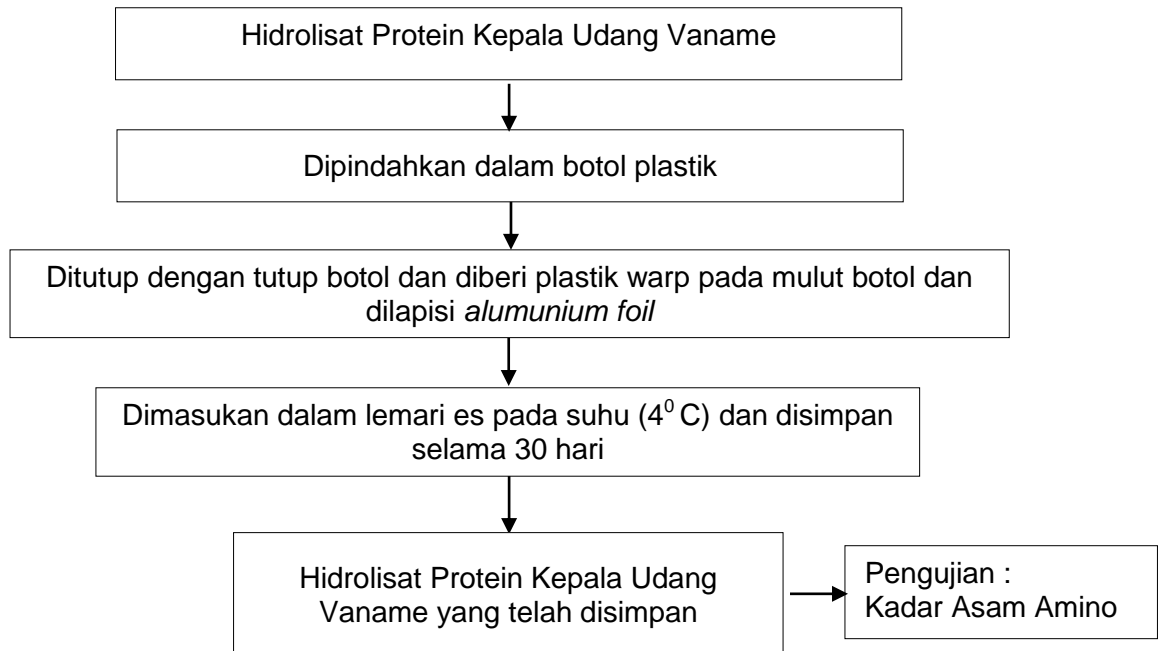 Hidrolisat Protein Kepala Udang Vaname
Dipindahkan dalam botol plastik
Ditutup dengan tutup botol dan diberi plastik warp pada mulut botol dan
dilapisi alumunium foil
Dimasukan dalam lemari es pada suhu (4⁰ C) dan disimpan
selama 30 hari
Hidrolisat Protein Kepala Udang
Vaname yang telah disimpan
Pengujian :
Kadar Asam Amino